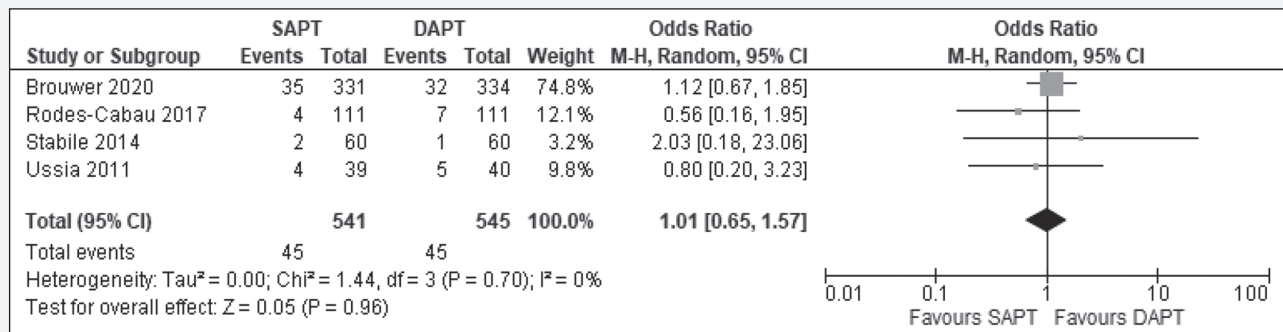 SAPT DAPT Odds Ratio Odds Ratio
Study or Subgroup Events Total Events Total Weight M-H, Random, 95% CI M-H, Random, 95% CI
Brouwer 2020 35 331 32 334 74.8% 1.12 [0.67, 1.85]
Rodes-Cabau 2017 4 111 7 111 12.1% 0.56 [0.16, 1.95]
Stabile 2014 2 60 1 60 3.2% 2.03 [0.18, 23.06]
Ussia 2011 4 39 5 40 9.8% 0.80 [0.20, 3.23]
Total (95% CI) 541 545 100.0% 1.01 [0.65, 1.57]
Total events 45 45
Heterogeneity: Tau² = 0.00; Chi² = 1.44, df = 3 (P = 0.70); I² = 0%
Test for overall effect: Z = 0.05 (P = 0.96)
0.01 0.1 1 10 100
Favours SAPT Favours DAPT